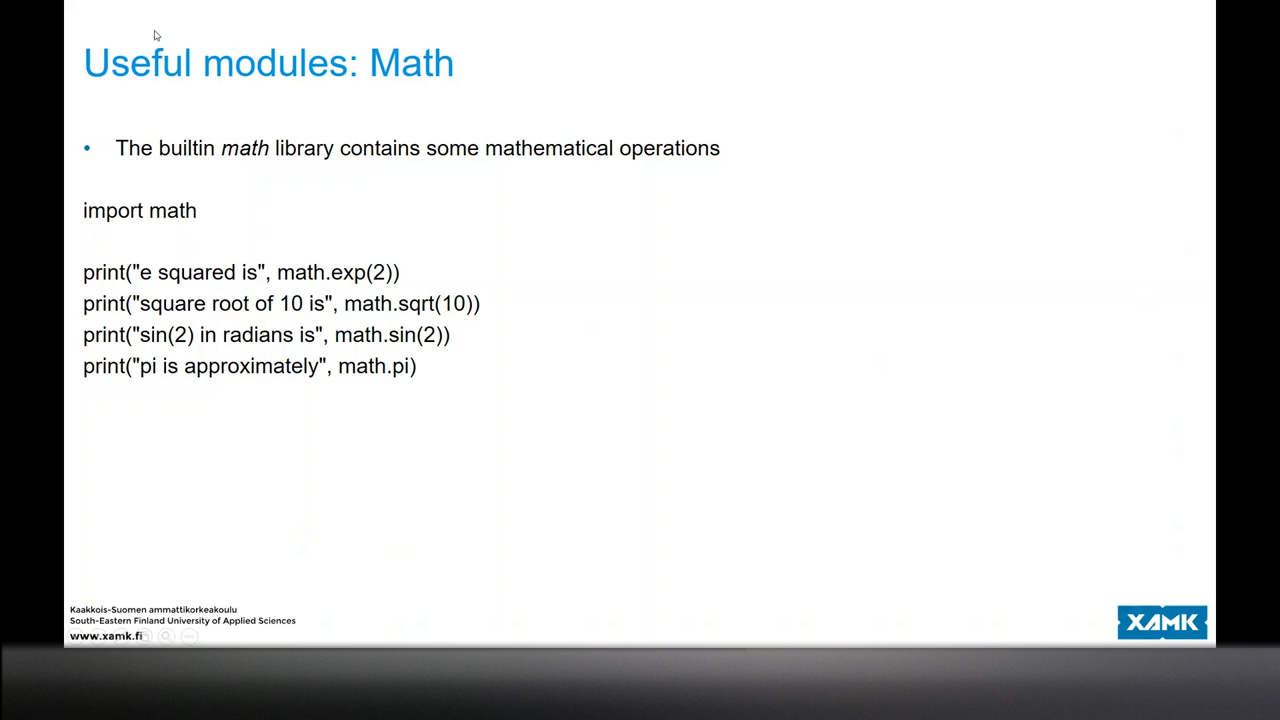 Useful modules: Math
• The builtin math library contains some mathematical operations
import math
print("e squared is", math.exp(2))
print("square root of 10 is", math.sqrt(10))
print("sin(2) in radians is", math.sin(2))
print("pi is approximately", math.pi)
Kaakkois-Suomen ammattikorkeakoulu
South-Eastern Finland University of Applied Sciences
www.xamk.fi
XAMK